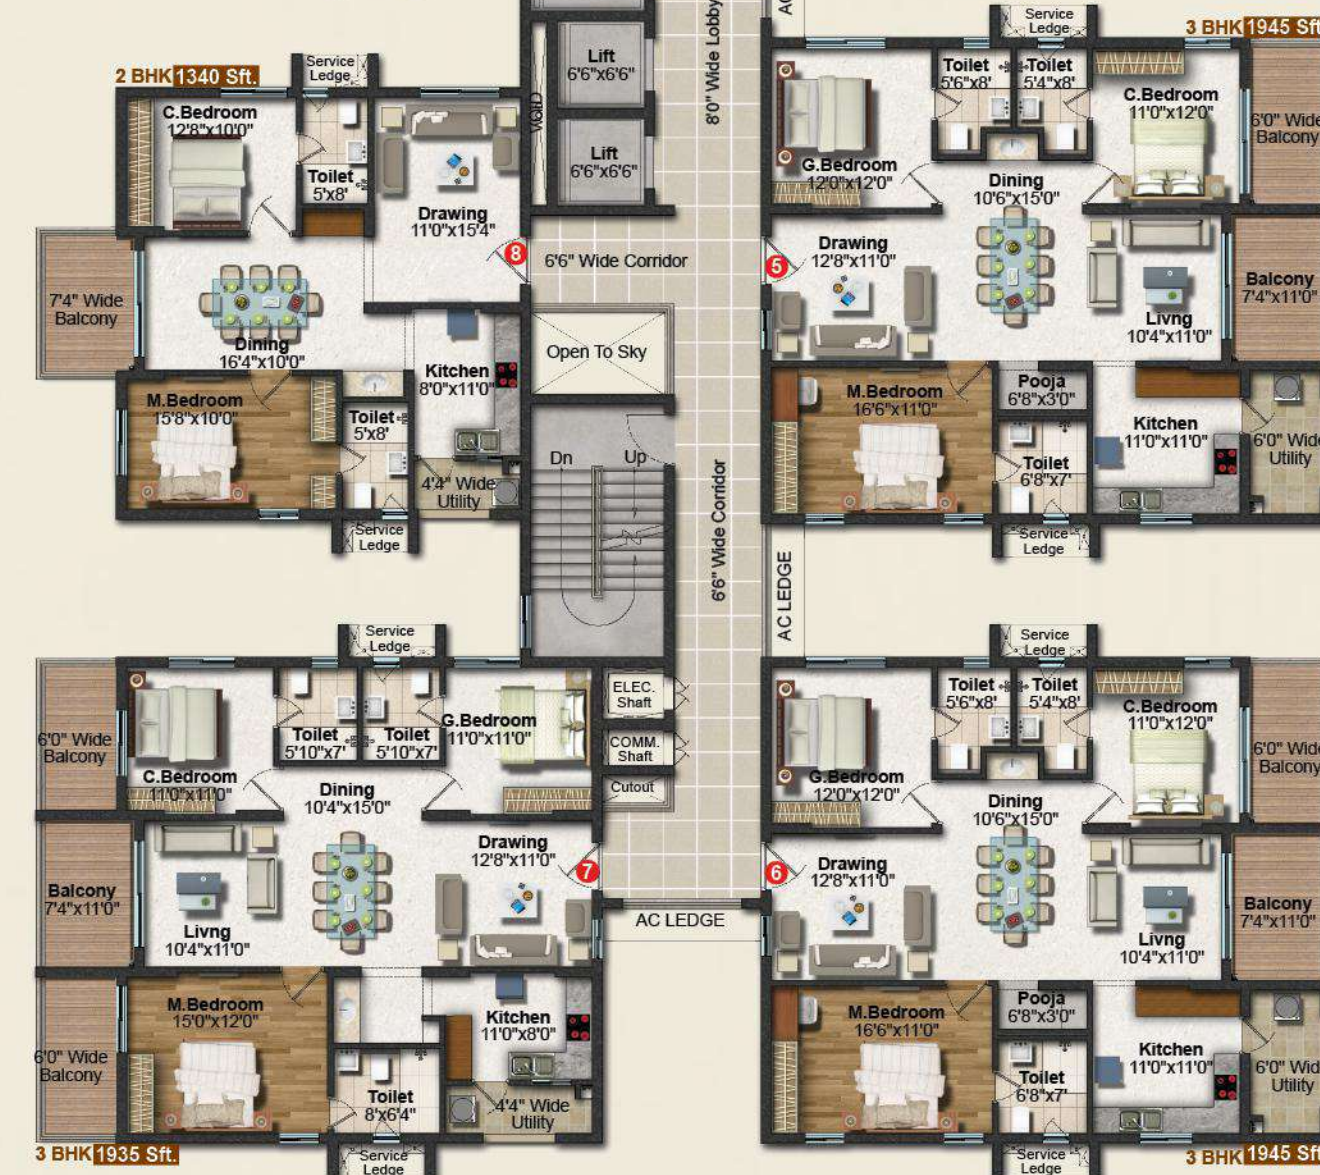 2 BHK 1340 Sft.
Service
Ledge
C.Bedroom
12'8"x10'0"
Toilet
5'x8'
Drawing
11'0"x15'4"
8
7'4" Wide
Balcony
Dining
16'4"x10'0"
Kitchen
8'0"x11'0"
M.Bedroom
15'8"x10'0"
Toilet
5'x8'
4'4" Wide
Utility
Service
Ledge
VOID
Lift
6'6"x6'6"
Lift
6'6"x6'6"
8'0" Wide Lobby
6'6" Wide Corridor
Open To Sky
Dn
Up
6'6" Wide Corridor
AC LEDGE
3 BHK 1945 Sft
Service
Ledge
Toilet
5'6"x8'
Toilet
5'4"x8'
C.Bedroom
11'0"x12'0"
6'0" Wide
Balcony
G.Bedroom
12'0"x12'0"
Dining
10'6"x15'0"
5
Drawing
12'8"x11'0"
Livng
10'4"x11'0"
Balcony
7'4"x11'0"
M.Bedroom
16'6"x11'0"
Pooja
6'8"x3'0"
Toilet
6'8"x7'
Kitchen
11'0"x11'0"
6'0" Wide
Utility
Service
Ledge
Service
Ledge
6'0" Wide
Balcony
C.Bedroom
11'0"x11'0"
Toilet
5'10"x7'
Toilet
5'10"x7'
G.Bedroom
11'0"x11'0"
ELEC.
Shaft
COMM.
Shaft
Cutout
Dining
10'4"x15'0"
Drawing
12'8"x11'0"
7
Balcony
7'4"x11'0"
Livng
10'4"x11'0"
AC LEDGE
M.Bedroom
15'0"x12'0"
Kitchen
11'0"x8'0"
6'0" Wide
Balcony
Toilet
8'x6'4"
4'4" Wide
Utility
3 BHK 1935 Sft.
Service
Ledge
Service
Ledge
Toilet
5'6"x8'
Toilet
5'4"x8'
C.Bedroom
11'0"x12'0"
6'0" Wide
Balcony
G.Bedroom
12'0"x12'0"
Dining
10'6"x15'0"
6
Drawing
12'8"x11'0"
Livng
10'4"x11'0"
Balcony
7'4"x11'0"
M.Bedroom
16'6"x11'0"
Pooja
6'8"x3'0"
Toilet
6'8"x7'
Kitchen
11'0"x11'0"
6'0" Wid
Utility
3 BHK 1945 Sft
Service
Ledge